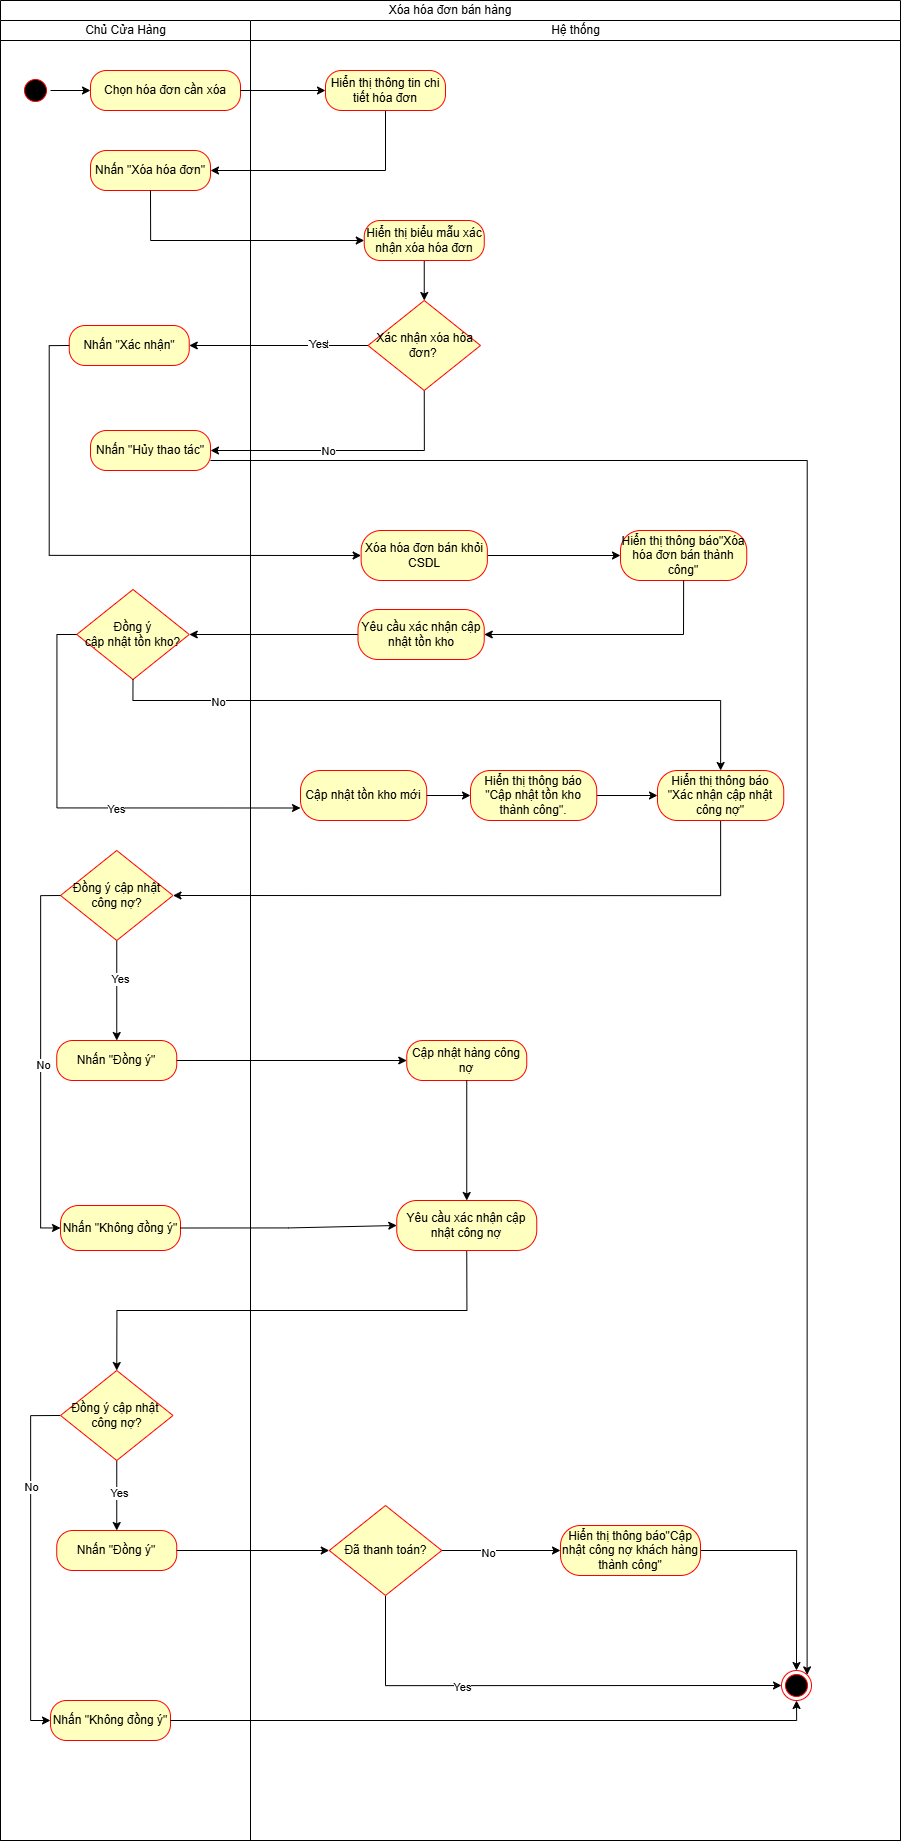 Xóa hóa đơn bán hàng
Chủ Cửa Hàng
Hệ thống
Chọn hóa đơn cần xóa
Hiển thị thông tin chi
tiết hóa đơn
Nhấn "Xóa hóa đơn"
Hiển thị biểu mẫu xác
nhận xóa hóa đơn
Xác nhận xóa hóa
đơn?
Yes
Nhấn "Xác nhận"
No
Nhấn "Hủy thao tác"
Xóa hóa đơn bán khỏi
CSDL
Hiển thị thông báo"Xóa
hóa đơn bán thành
công"
Yêu cầu xác nhận cập
nhật tồn kho
Đồng ý
cập nhật tồn kho?
No
Yes
Cập nhật tồn kho mới
Hiển thị thông báo
"Cập nhật tồn kho
thành công".
Hiển thị thông báo
"Xác nhận cập nhật
công nợ"
Đồng ý cập nhật
công nợ?
Yes
No
Nhấn "Đồng ý"
Cập nhật hàng công
nợ
Nhấn "Không đồng ý"
Yêu cầu xác nhận cập
nhật công nợ
Đồng ý cập nhật
công nợ?
No
Yes
Nhấn "Đồng ý"
Đã thanh toán?
No
Hiển thị thông báo"Cập
nhật công nợ khách hàng
thành công"
Yes
Nhấn "Không đồng ý"